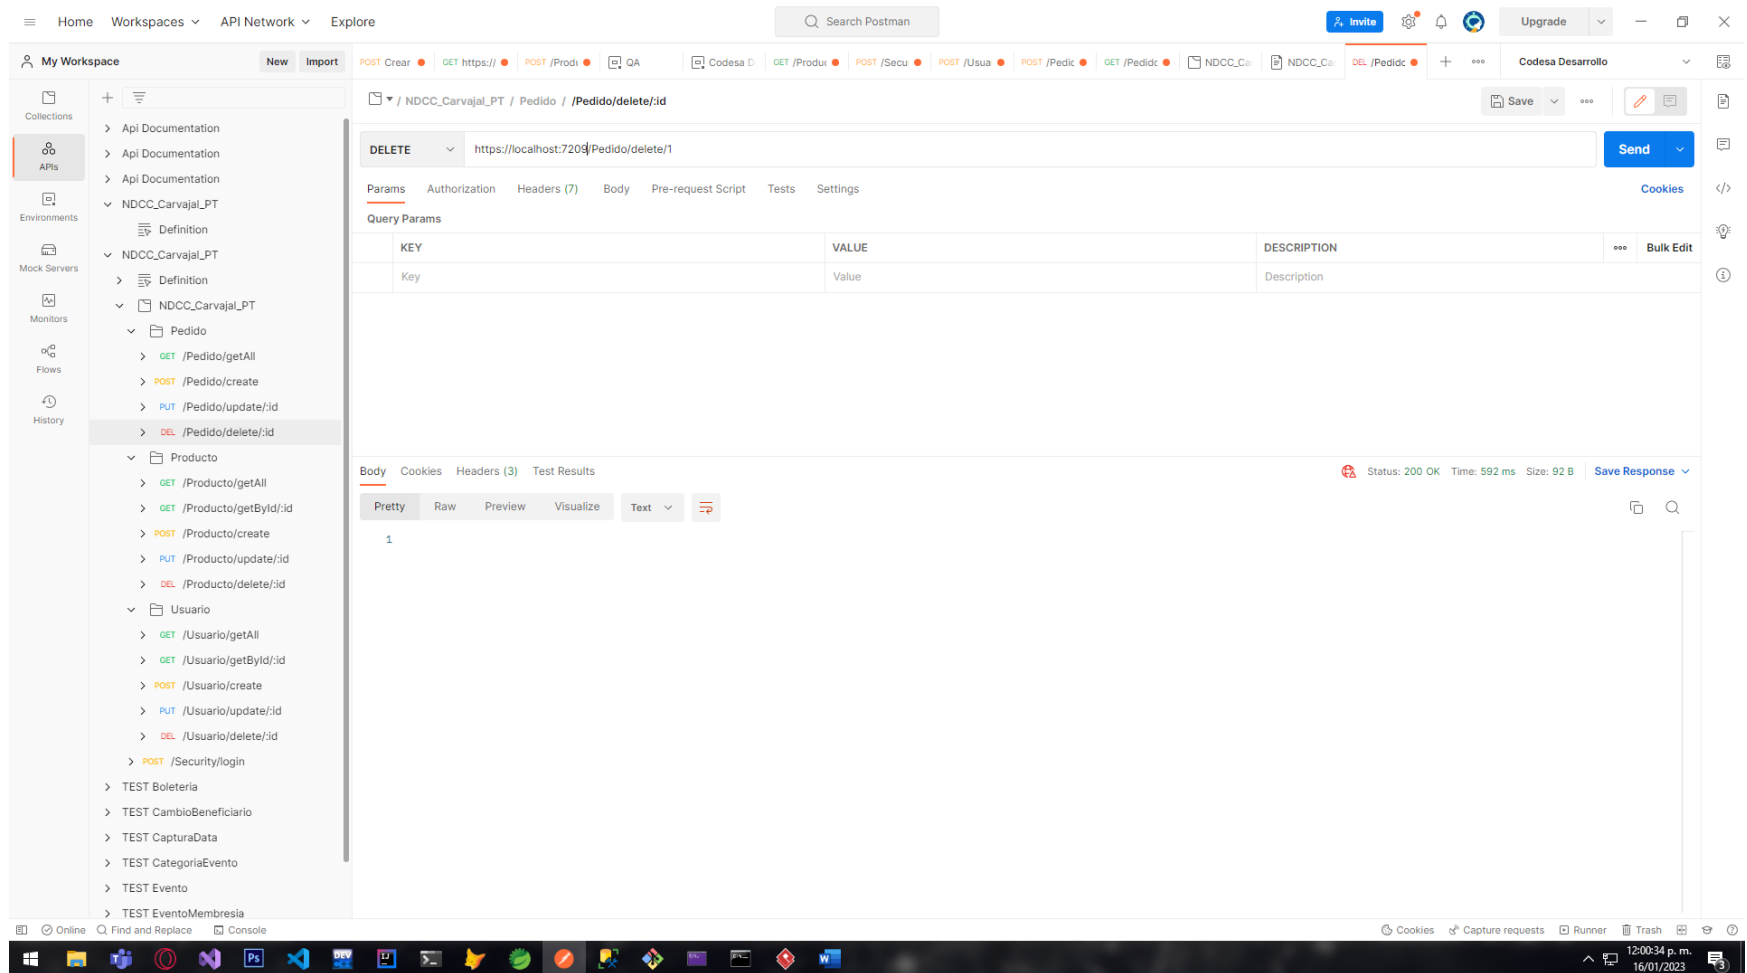 Home Workspaces API Network Explore Search Postman Invite Upgrade
My Workspace New Import POST Crear GET https:// POST /Produ QA Codesa D GET /Produc POST /Secu POST /Usua POST /Pedic GET /Pedidc NDCC_Ca NDCC_Ca DEL /Pedidc Codesa Desarrollo
Collections
APIs
Environments
Mock Servers
Monitors
Flows
History
Api Documentation
Api Documentation
Api Documentation
NDCC_Carvajal_PT
Definition
NDCC_Carvajal_PT
Definition
NDCC_Carvajal_PT
Pedido
GET /Pedido/getAll
POST /Pedido/create
PUT /Pedido/update/:id
DEL /Pedido/delete/:id
Producto
GET /Producto/getAll
GET /Producto/getById/:id
POST /Producto/create
PUT /Producto/update/:id
DEL /Producto/delete/:id
Usuario
GET /Usuario/getAll
GET /Usuario/getById/:id
POST /Usuario/create
PUT /Usuario/update/:id
DEL /Usuario/delete/:id
POST /Security/login
TEST Boleteria
TEST CambioBeneficiario
TEST CapturaData
TEST CategoriaEvento
TEST Evento
TEST EventoMembresia
/ NDCC_Carvajal_PT / Pedido / /Pedido/delete/:id Save
DELETE https://localhost:7209/Pedido/delete/1 Send
Params Authorization Headers (7) Body Pre-request Script Tests Settings Cookies
Query Params
KEY VALUE DESCRIPTION Bulk Edit
Key Value Description
Body Cookies Headers (3) Test Results Status: 200 OK Time: 592 ms Size: 92 B Save Response
Pretty Raw Preview Visualize Text
1
Online Find and Replace Console Cookies Capture requests Runner Trash
Ps DEV IJ W 12:00:34 p. m.
16/01/2023 3